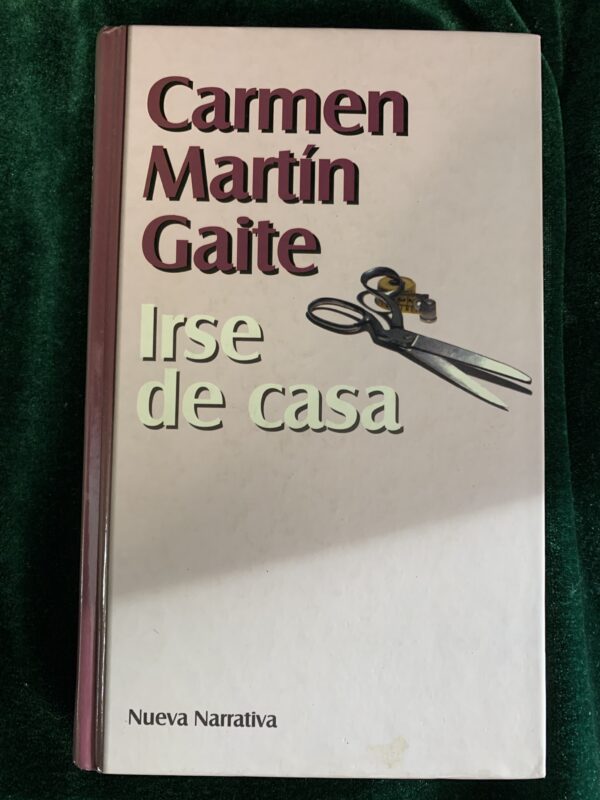 Carmen
Martín
Gaite
Irse
de casa
Nueva Narrativa